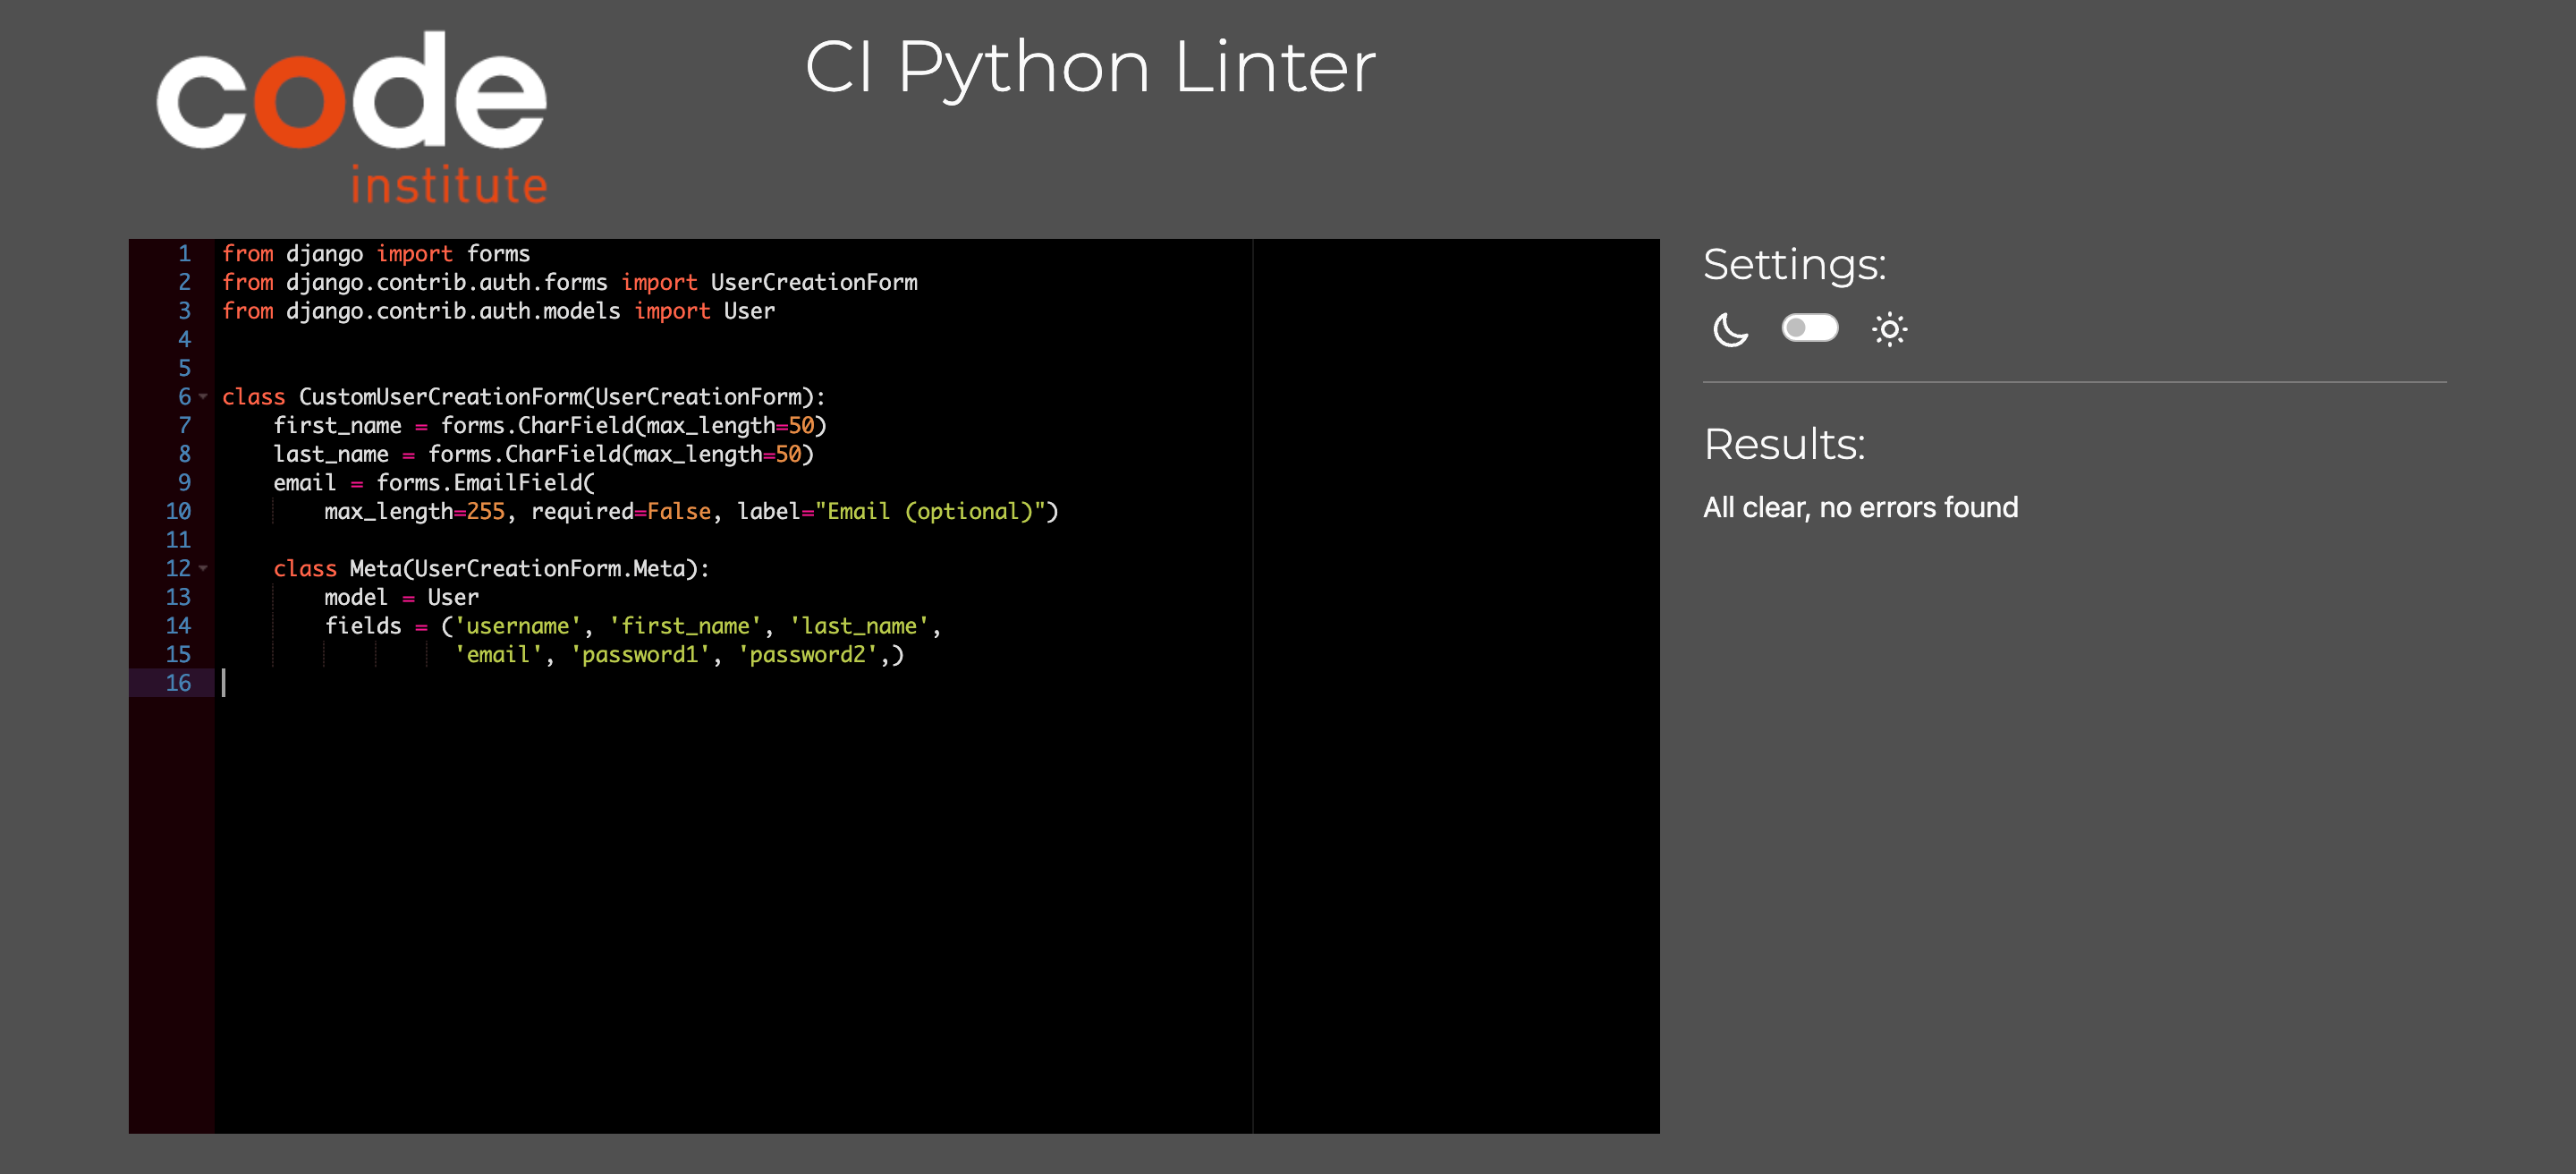 code
institute
CI Python Linter
1 from django import forms
2 from django.contrib.auth.forms import UserCreationForm
3 from django.contrib.auth.models import User
4
5
6 class CustomUserCreationForm(UserCreationForm):
7     first_name = forms.CharField(max_length=50)
8     last_name = forms.CharField(max_length=50)
9     email = forms.EmailField(
10         max_length=255, required=False, label="Email (optional)")
11
12     class Meta(UserCreationForm.Meta):
13         model = User
14         fields = ('username', 'first_name', 'last_name',
15                   'email', 'password1', 'password2',)
16
Settings:
Results:
All clear, no errors found